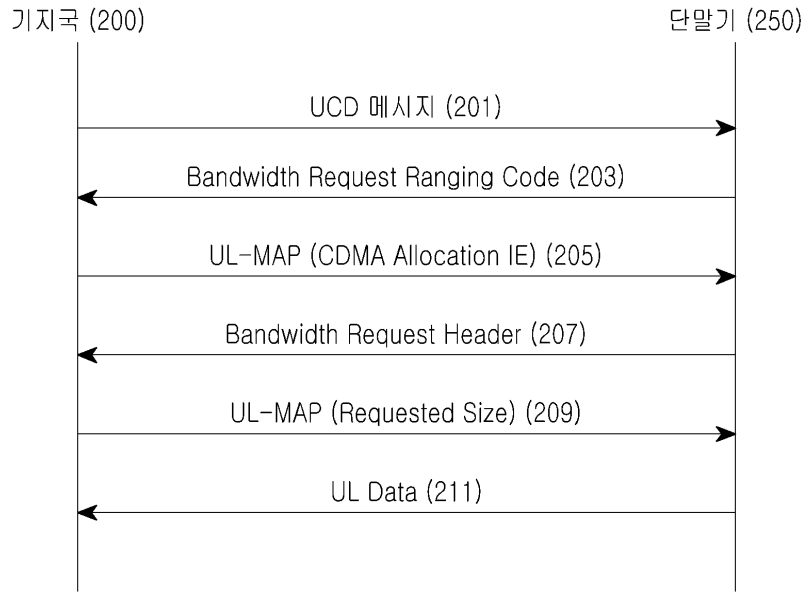 기지국 (200)
단말기 (250)
UCD 메시지 (201)
Bandwidth Request Ranging Code (203)
UL-MAP (CDMA Allocation IE) (205)
Bandwidth Request Header (207)
UL-MAP (Requested Size) (209)
UL Data (211)